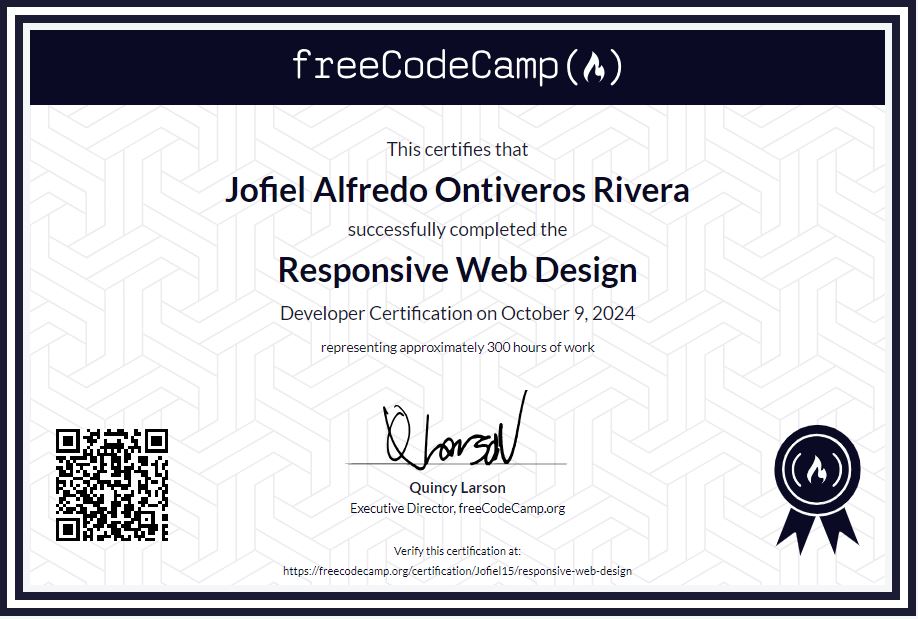 freeCodeCamp
This certifies that
Jofiel Alfredo Ontiveros Rivera
successfully completed the
Responsive Web Design
Developer Certification on October 9, 2024
representing approximately 300 hours of work
Quincy Larson
Executive Director, freeCodeCamp.org
Verify this certification at:
https://freecodecamp.org/certification/Jofiel15/responsive-web-design